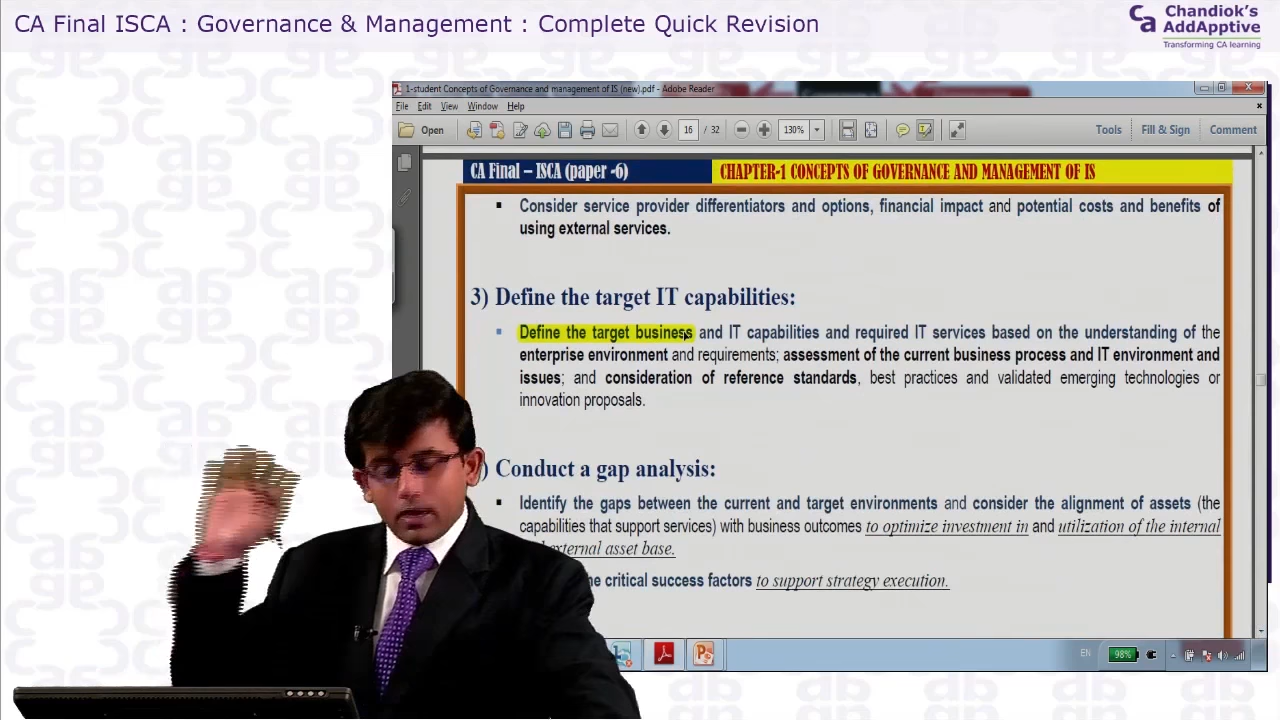 CA Final ISCA : Governance & Management : Complete Quick Revision
Chandiok's
AddApptive
Transforming CA learning
1-student Concepts of Governance and management of IS (new).pdf - Adobe Reader
File Edit View Window Help
Open 16 / 32 130% Tools Fill & Sign Comment
CA Final – ISCA (paper -6) CHAPTER-1 CONCEPTS OF GOVERNANCE AND MANAGEMENT OF IS
▪ Consider service provider differentiators and options, financial impact and potential costs and benefits of
using external services.
3) Define the target IT capabilities:
▪ Define the target business and IT capabilities and required IT services based on the understanding of the
enterprise environment and requirements; assessment of the current business process and IT environment and
issues; and consideration of reference standards, best practices and validated emerging technologies or
innovation proposals.
) Conduct a gap analysis:
▪ Identify the gaps between the current and target environments and consider the alignment of assets (the
capabilities that support services) with business outcomes to optimize investment in and utilization of the internal
external asset base.
critical success factors to support strategy execution.
EN 98%